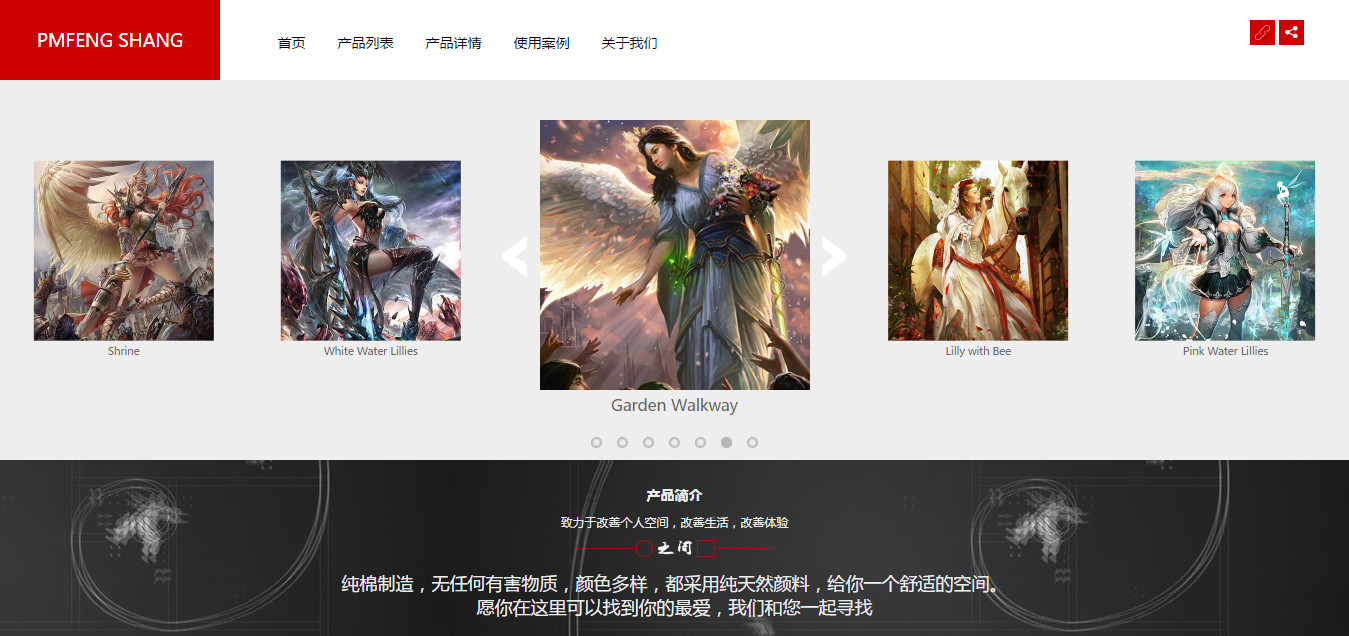 PMFENG SHANG
首页 产品列表 产品详情 使用案例 关于我们
Shrine
White Water Lillies
Garden Walkway
Lilly with Bee
Pink Water Lillies
产品简介
致力于改善个人空间，改善生活，改善体验
之间
纯棉制造，无任何有害物质，颜色多样，都采用纯天然颜料，给你一个舒适的空间。
愿你在这里可以找到你的最爱，我们和您一起寻找